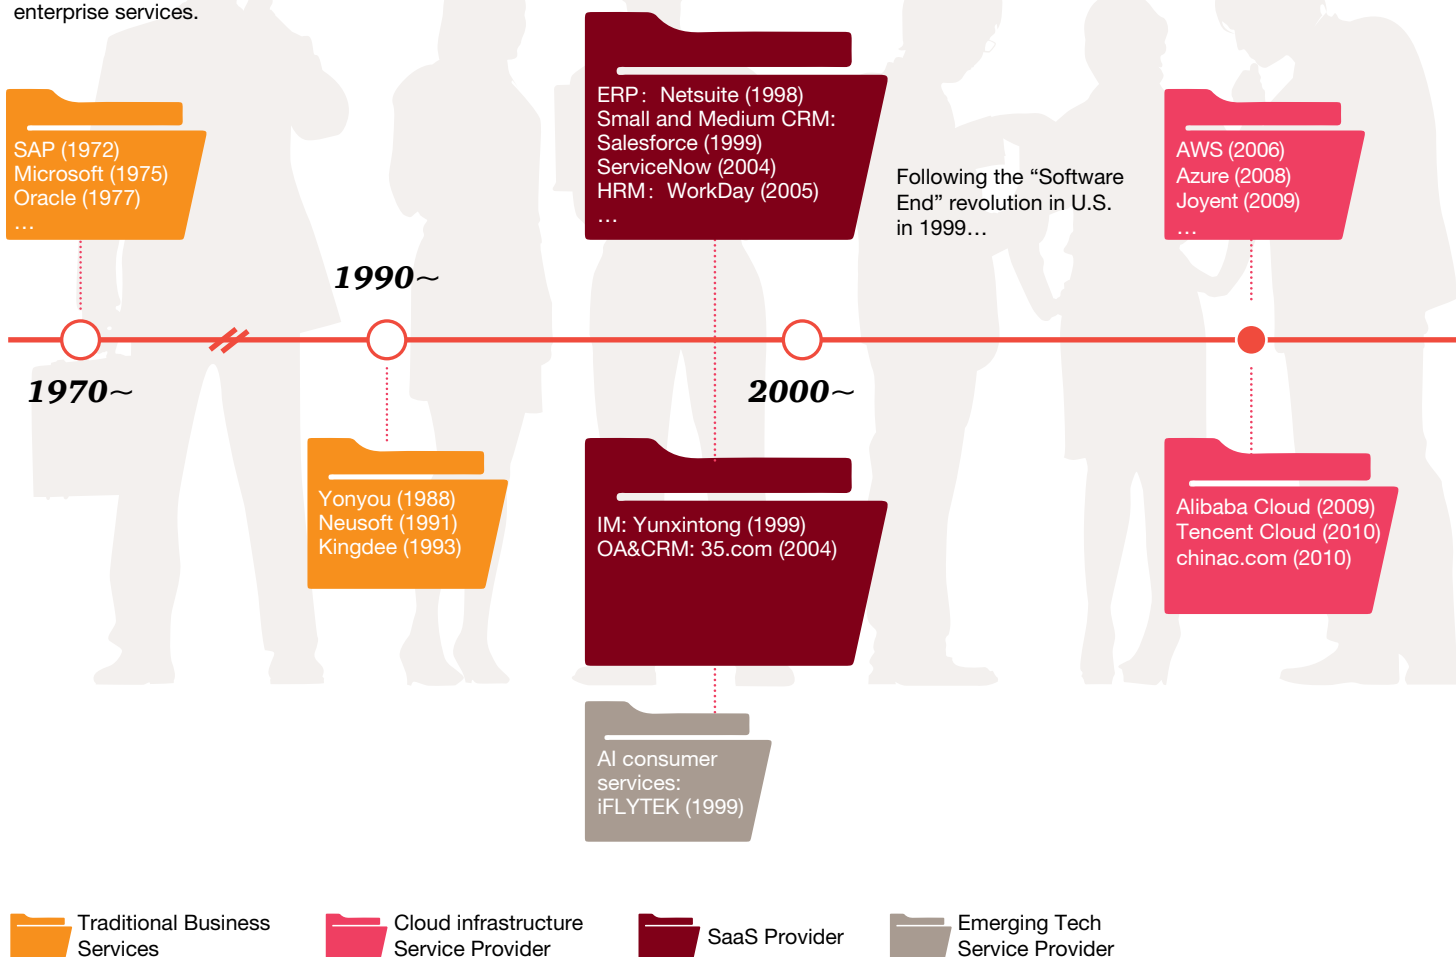 enterprise services.
SAP (1972)
Microsoft (1975)
Oracle (1977)
…
ERP： Netsuite (1998)
Small and Medium CRM:
Salesforce (1999)
ServiceNow (2004)
HRM： WorkDay (2005)
…
Following the “Software
End” revolution in U.S.
in 1999…
AWS (2006)
Azure (2008)
Joyent (2009)
…
1990~
1970~
2000~
Yonyou (1988)
Neusoft (1991)
Kingdee (1993)
IM: Yunxintong (1999)
OA&CRM: 35.com (2004)
Alibaba Cloud (2009)
Tencent Cloud (2010)
chinac.com (2010)
AI consumer
services:
iFLYTEK (1999)
Traditional Business
Services
Cloud infrastructure
Service Provider
SaaS Provider
Emerging Tech
Service Provider